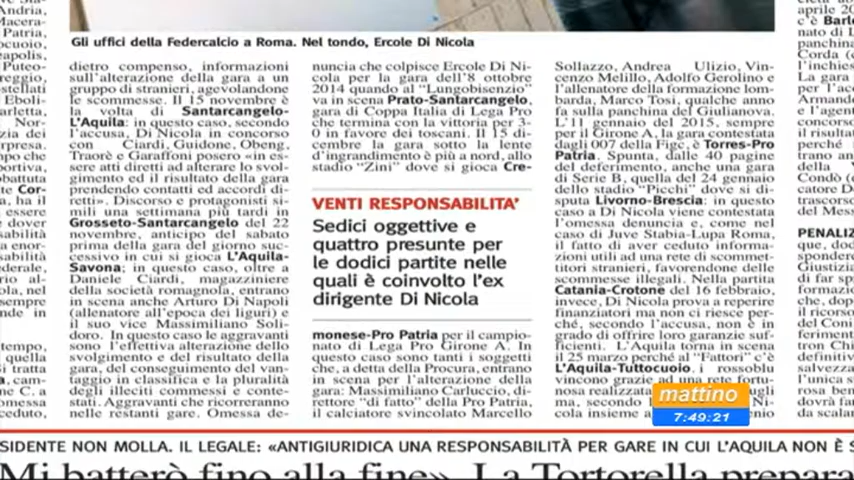 Gli uffici della Federcalcio a Roma. Nel tondo, Ercole Di Nicola
dietro compenso, informazioni
sull'alterazione della gara a un
gruppo di stranieri, agevolandone
le scommesse. Il 15 novembre è
la volta di Santarcangelo-
L'Aquila: in questo caso, secondo
l'accusa, Di Nicola in concorso
con Ciardi, Guidone, Obeng,
Traorè e Garaffoni posero «in es-
sere atti diretti ad alterare lo svol-
gimento ed il risultato della gara
prendendo contatti ed accordi di-
retti». Discorso e protagonisti si-
mili una settimana più tardi in
Grosseto-Santarcangelo del 22
novembre, anticipo del sabato
prima della gara del giorno suc-
cessivo in cui si gioca L'Aquila-
Savona; in questo caso, oltre a
Daniele Ciardi, magazziniere
della società romagnola, entrano
in scena anche Arturo Di Napoli
(allenatore all'epoca dei liguri) e
il suo vice Massimiliano Soli-
doro. In questo caso le aggravanti
sono l'effettiva alterazione dello
svolgimento e del risultato della
gara, del conseguimento del van-
taggio in classifica e la pluralità
degli illeciti commessi e conte-
stati. Aggravanti che ricorreranno
nelle restanti gare. Omessa de-
nuncia che colpisce Ercole Di Ni-
cola per la gara dell'8 ottobre
2014 quando al "Lungobisenzio"
va in scena Prato-Santarcangelo,
gara di Coppa Italia di Lega Pro
che termina con la vittoria per 3-
0 in favore dei toscani. Il 15 di-
cembre la gara sotto la lente
d'ingrandimento è più a nord, allo
stadio "Zini" dove si gioca Cre-
VENTI RESPONSABILITA'
Sedici oggettive e
quattro presunte per
le dodici partite nelle
quali è coinvolto l'ex
dirigente Di Nicola
monese-Pro Patria per il campio-
nato di Lega Pro Girone A. In
questo caso sono tanti i soggetti
che, a detta della Procura, entrano
in scena per l'alterazione della
gara: Massimiliano Carluccio, di-
rettore "di fatto" della Pro Patria,
il calciatore svincolato Marcello
Sollazzo, Andrea Ulizio, Vin-
cenzo Melillo, Adolfo Gerolino e
l'allenatore della formazione lom-
barda, Marco Tosi, qualche anno
fa sulla panchina del Giulianova.
L'11 gennaio del 2015, sempre
per il Girone A, la gara contestata
dagli 007 della Figc, è Torres-Pro
Patria. Spunta, dalle 40 pagine
del deferimento, anche una gara
di Serie B, quella del 24 gennaio
dello stadio "Picchi" dove si di-
sputa Livorno-Brescia: in questo
caso a Di Nicola viene contestata
l'omessa denuncia e, come nel
caso di Juve Stabia-Lupa Roma,
il fatto di aver ceduto informa-
zioni utili ad una rete di scommet-
titori stranieri, favorendone delle
scommesse illegali. Nella partita
Catania-Crotone del 16 febbraio,
invece, Di Nicola prova a reperire
finanziatori ma non ci riesce per-
ché, secondo l'accusa, non è in
grado di offrire loro garanzie suf-
ficienti. L'Aquila torna in scena
il 25 marzo perché al "Fattori" c'è
L'Aquila-Tuttocuoio. i rossoblu
vincono grazie ad una rete fortu-
nosa realizzata
ma, secondo
cola insieme a
mattino
7:49:21
SIDENTE NON MOLLA. IL LEGALE: «ANTIGIURIDICA UNA RESPONSABILITÀ PER GARE IN CUI L'AQUILA NON È S
Mi batterò fino alla fine». La Tortorella prepara